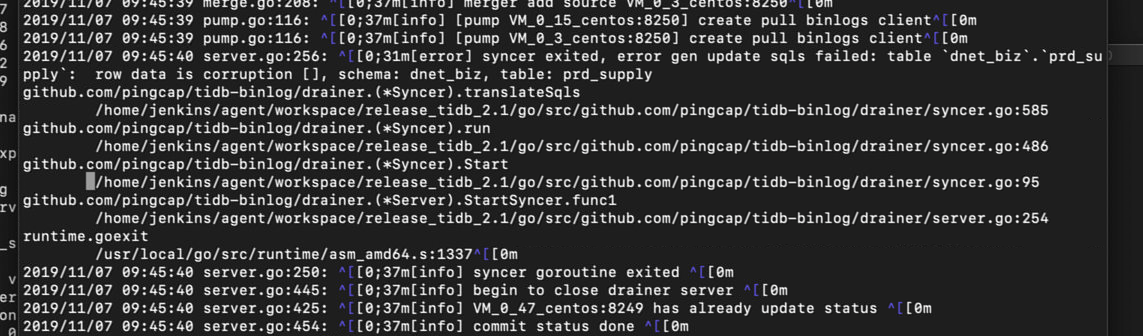 2019/11/07 09:45:39 merge.go:208: ^[[0;37m[info] merger add source VM_0_3_centos:8250^[[0m
2019/11/07 09:45:39 pump.go:116: ^[[0;37m[info] [pump VM_0_15_centos:8250] create pull binlogs client^[[0m
2019/11/07 09:45:39 pump.go:116: ^[[0;37m[info] [pump VM_0_3_centos:8250] create pull binlogs client^[[0m
2019/11/07 09:45:40 server.go:256: ^[[0;31m[error] syncer exited, error gen update sqls failed: table `dnet_biz`.`prd_su
pply`:  row data is corruption [], schema: dnet_biz, table: prd_supply
github.com/pingcap/tidb-binlog/drainer.(*Syncer).translateSqls
/home/jenkins/agent/workspace/release_tidb_2.1/go/src/github.com/pingcap/tidb-binlog/drainer/syncer.go:585
github.com/pingcap/tidb-binlog/drainer.(*Syncer).run
/home/jenkins/agent/workspace/release_tidb_2.1/go/src/github.com/pingcap/tidb-binlog/drainer/syncer.go:486
github.com/pingcap/tidb-binlog/drainer.(*Syncer).Start
/home/jenkins/agent/workspace/release_tidb_2.1/go/src/github.com/pingcap/tidb-binlog/drainer/syncer.go:95
github.com/pingcap/tidb-binlog/drainer.(*Server).StartSyncer.func1
/home/jenkins/agent/workspace/release_tidb_2.1/go/src/github.com/pingcap/tidb-binlog/drainer/server.go:254
runtime.goexit
/usr/local/go/src/runtime/asm_amd64.s:1337^[[0m
2019/11/07 09:45:40 server.go:250: ^[[0;37m[info] syncer goroutine exited ^[[0m
2019/11/07 09:45:40 server.go:445: ^[[0;37m[info] begin to close drainer server ^[[0m
2019/11/07 09:45:40 server.go:425: ^[[0;37m[info] VM_0_47_centos:8249 has already update status ^[[0m
2019/11/07 09:45:40 server.go:454: ^[[0;37m[info] commit status done ^[[0m